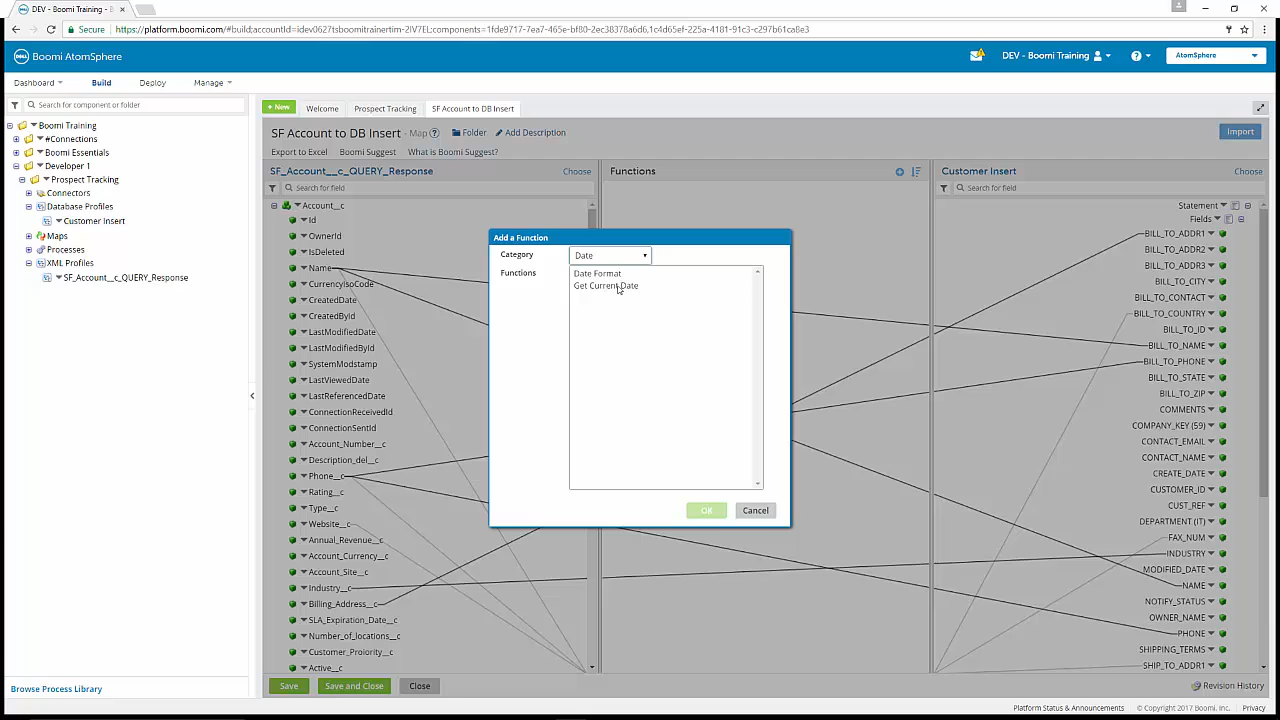 DEV - Boomi Training - B
Secure
https://platform.boomi.com/#build;accountId=idev0627tsboomitrainertim-2IV7EL;components=1fde9717-7ea7-465e-bf80-2ec38378a6d6,1c4d65ef-225a-4181-91c3-c297b61ca8e3
DELL
Boomi AtomSphere
DEV - Boomi Training
AtomSphere
Dashboard
Build
Deploy
Manage
Search for component or folder
Boomi Training
#Connections
Boomi Essentials
Developer 1
Prospect Tracking
Connectors
Database Profiles
Customer Insert
Maps
Processes
XML Profiles
SF_Account__c_QUERY_Response
Browse Process Library
+ New
Welcome
Prospect Tracking
SF Account to DB Insert
SF Account to DB Insert - Map
Folder
Add Description
Import
Export to Excel
Boomi Suggest
What is Boomi Suggest?
SF_Account__c_QUERY_Response
Choose
Search for field
Account__c
Id
OwnerId
IsDeleted
Name
CurrencyIsoCode
CreatedDate
CreatedById
LastModifiedDate
LastModifiedById
SystemModstamp
LastViewedDate
LastReferencedDate
ConnectionReceivedId
ConnectionSentId
Account_Number__c
Description_del__c
Phone__c
Rating__c
Type__c
Website__c
Annual_Revenue__c
Account_Currency__c
Account_Site__c
Industry__c
Billing_Address__c
SLA_Expiration_Date__c
Number_of_locations__c
Customer_Proiority__c
Active__c
Functions
Add a Function
Category
Date
Functions
Date Format
Get Current Date
OK
Cancel
Customer Insert
Choose
Search for field
Statement
Fields
BILL_TO_ADDR1
BILL_TO_ADDR2
BILL_TO_ADDR3
BILL_TO_CITY
BILL_TO_CONTACT
BILL_TO_COUNTRY
BILL_TO_ID
BILL_TO_NAME
BILL_TO_PHONE
BILL_TO_STATE
BILL_TO_ZIP
COMMENTS
COMPANY_KEY (59)
CONTACT_EMAIL
CONTACT_NAME
CREATE_DATE
CUSTOMER_ID
CUST_REF
DEPARTMENT (IT)
FAX_NUM
INDUSTRY
MODIFIED_DATE
NAME
NOTIFY_STATUS
OWNER_NAME
PHONE
SHIPPING_TERMS
SHIP_TO_ADDR1
Save
Save and Close
Close
Revision History
Platform Status & Announcements
© Copyright 2017 Boomi, Inc.
Privacy